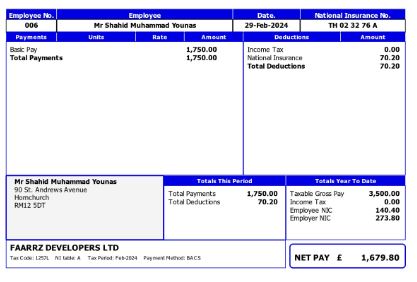 Employee No. Employee Date. National Insurance No.
006 Mr Shahid Muhammad Younas 29-Feb-2024 TH 02 32 76 A
Payments Units Rate Amount Deductions Amount
Basic Pay 1,750.00 Income Tax 0.00
Total Payments 1,750.00 National Insurance 70.20
Total Deductions 70.20
Mr Shahid Muhammad Younas
90 St. Andrews Avenue
Hornchurch
RM12 5DT
Totals This Period
Total Payments 1,750.00
Total Deductions 70.20
Totals Year To Date
Taxable Gross Pay 3,500.00
Income Tax 0.00
Employee NIC 140.40
Employer NIC 273.80
FAARRZ DEVELOPERS LTD
Tax Code: 1257L NI table: A Tax Period: Feb-2024 Payment Method: BACS
NET PAY £ 1,679.80